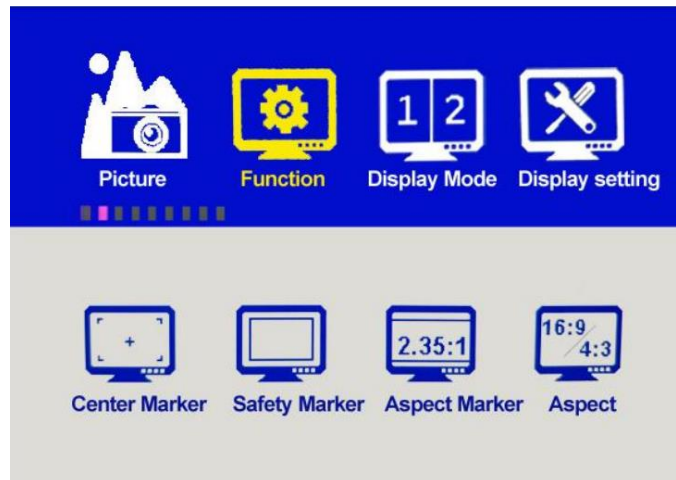 1 2
Picture Function Display Mode Display setting
2.35:1
16:9/4:3
Center Marker Safety Marker Aspect Marker Aspect